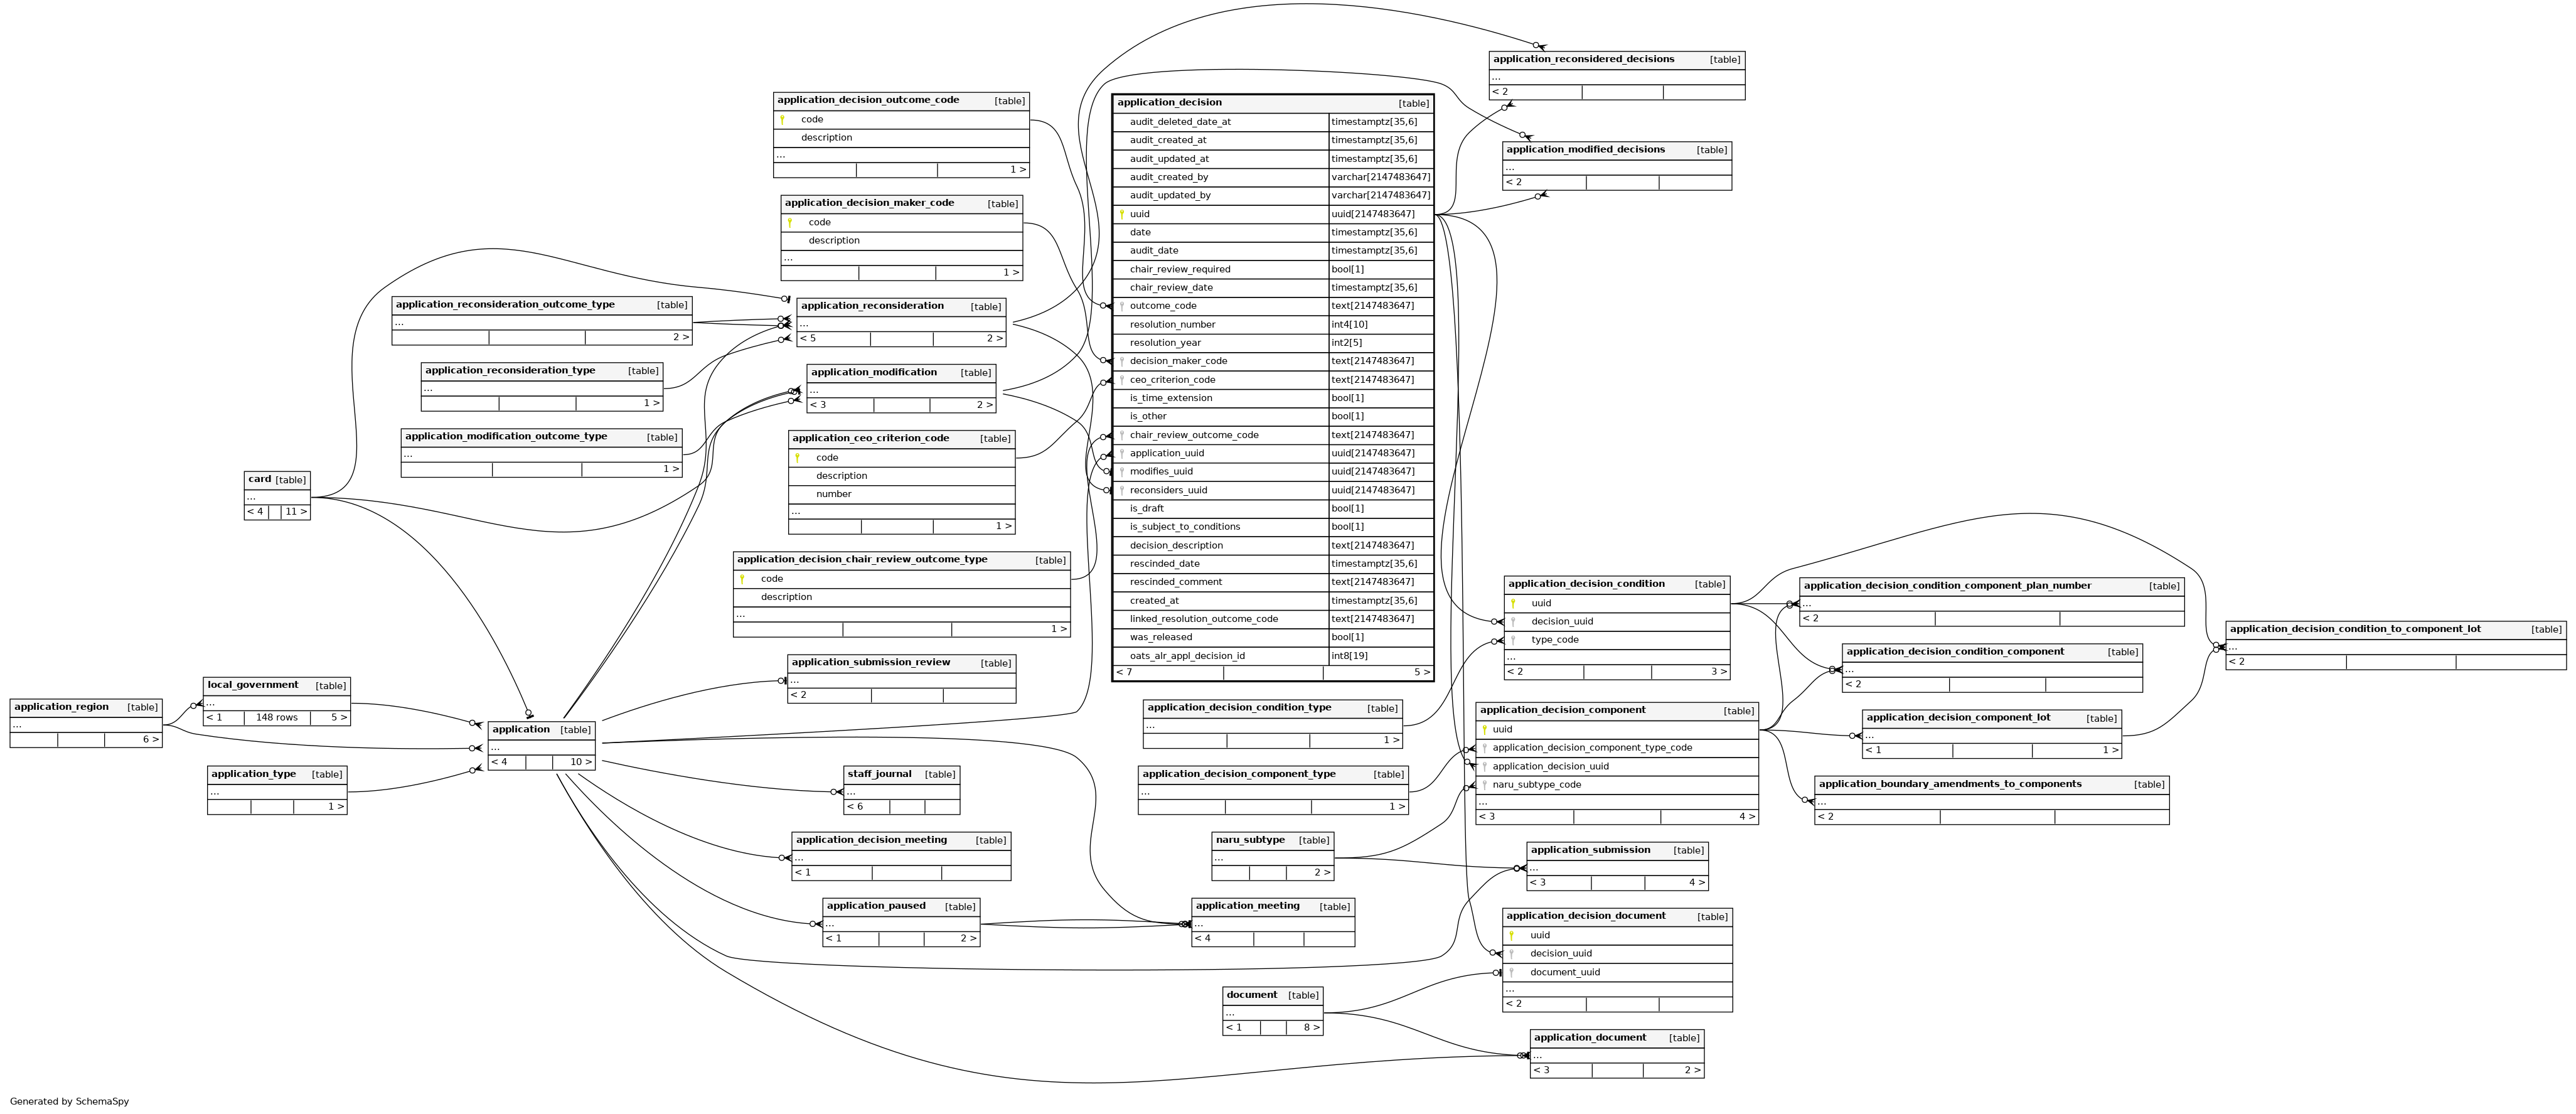 application_reconsidered_decisions [table]
...
< 2
application_decision_outcome_code [table]
code
description
...
1 >
application_decision_maker_code [table]
code
description
...
1 >
application_reconsideration_outcome_type [table]
...
2 >
application_reconsideration [table]
...
< 5 2 >
application_reconsideration_type [table]
...
1 >
application_modification [table]
...
< 3 2 >
application_modification_outcome_type [table]
...
1 >
application_ceo_criterion_code [table]
code
description
number
...
1 >
card [table]
...
< 4 11 >
application_decision_chair_review_outcome_type [table]
code
description
...
1 >
application_submission_review [table]
...
< 2
application_region [table]
...
6 >
local_government [table]
...
< 1 148 rows 5 >
application_type [table]
...
1 >
application [table]
...
< 4 10 >
staff_journal [table]
...
< 6
application_decision_meeting [table]
...
< 1
application_paused [table]
...
< 1 2 >
application_decision [table]
audit_deleted_date_at timestamptz[35,6]
audit_created_at timestamptz[35,6]
audit_updated_at timestamptz[35,6]
audit_created_by varchar[2147483647]
audit_updated_by varchar[2147483647]
uuid uuid[2147483647]
date timestamptz[35,6]
audit_date timestamptz[35,6]
chair_review_required bool[1]
chair_review_date timestamptz[35,6]
outcome_code text[2147483647]
resolution_number int4[10]
resolution_year int2[5]
decision_maker_code text[2147483647]
ceo_criterion_code text[2147483647]
is_time_extension bool[1]
is_other bool[1]
chair_review_outcome_code text[2147483647]
application_uuid uuid[2147483647]
modifies_uuid uuid[2147483647]
reconsiders_uuid uuid[2147483647]
is_draft bool[1]
is_subject_to_conditions bool[1]
decision_description text[2147483647]
rescinded_date timestamptz[35,6]
rescinded_comment text[2147483647]
created_at timestamptz[35,6]
linked_resolution_outcome_code text[2147483647]
was_released bool[1]
oats_alr_appl_decision_id int8[19]
< 7 5 >
application_modified_decisions [table]
...
< 2
application_decision_condition_type [table]
...
1 >
application_decision_component_type [table]
...
1 >
naru_subtype [table]
...
2 >
application_meeting [table]
...
< 4
document [table]
...
< 1 8 >
application_decision_condition [table]
uuid
decision_uuid
type_code
...
< 2 3 >
application_decision_component [table]
uuid
application_decision_component_type_code
application_decision_uuid
naru_subtype_code
...
< 3 4 >
application_submission [table]
...
< 3 4 >
application_decision_document [table]
uuid
decision_uuid
document_uuid
...
< 2
application_document [table]
...
< 3 2 >
application_decision_condition_component_plan_number [table]
...
< 2
application_decision_condition_component [table]
...
< 2
application_decision_component_lot [table]
...
< 1 1 >
application_boundary_amendments_to_components [table]
...
< 2
application_decision_condition_to_component_lot [table]
...
< 2
Generated by SchemaSpy